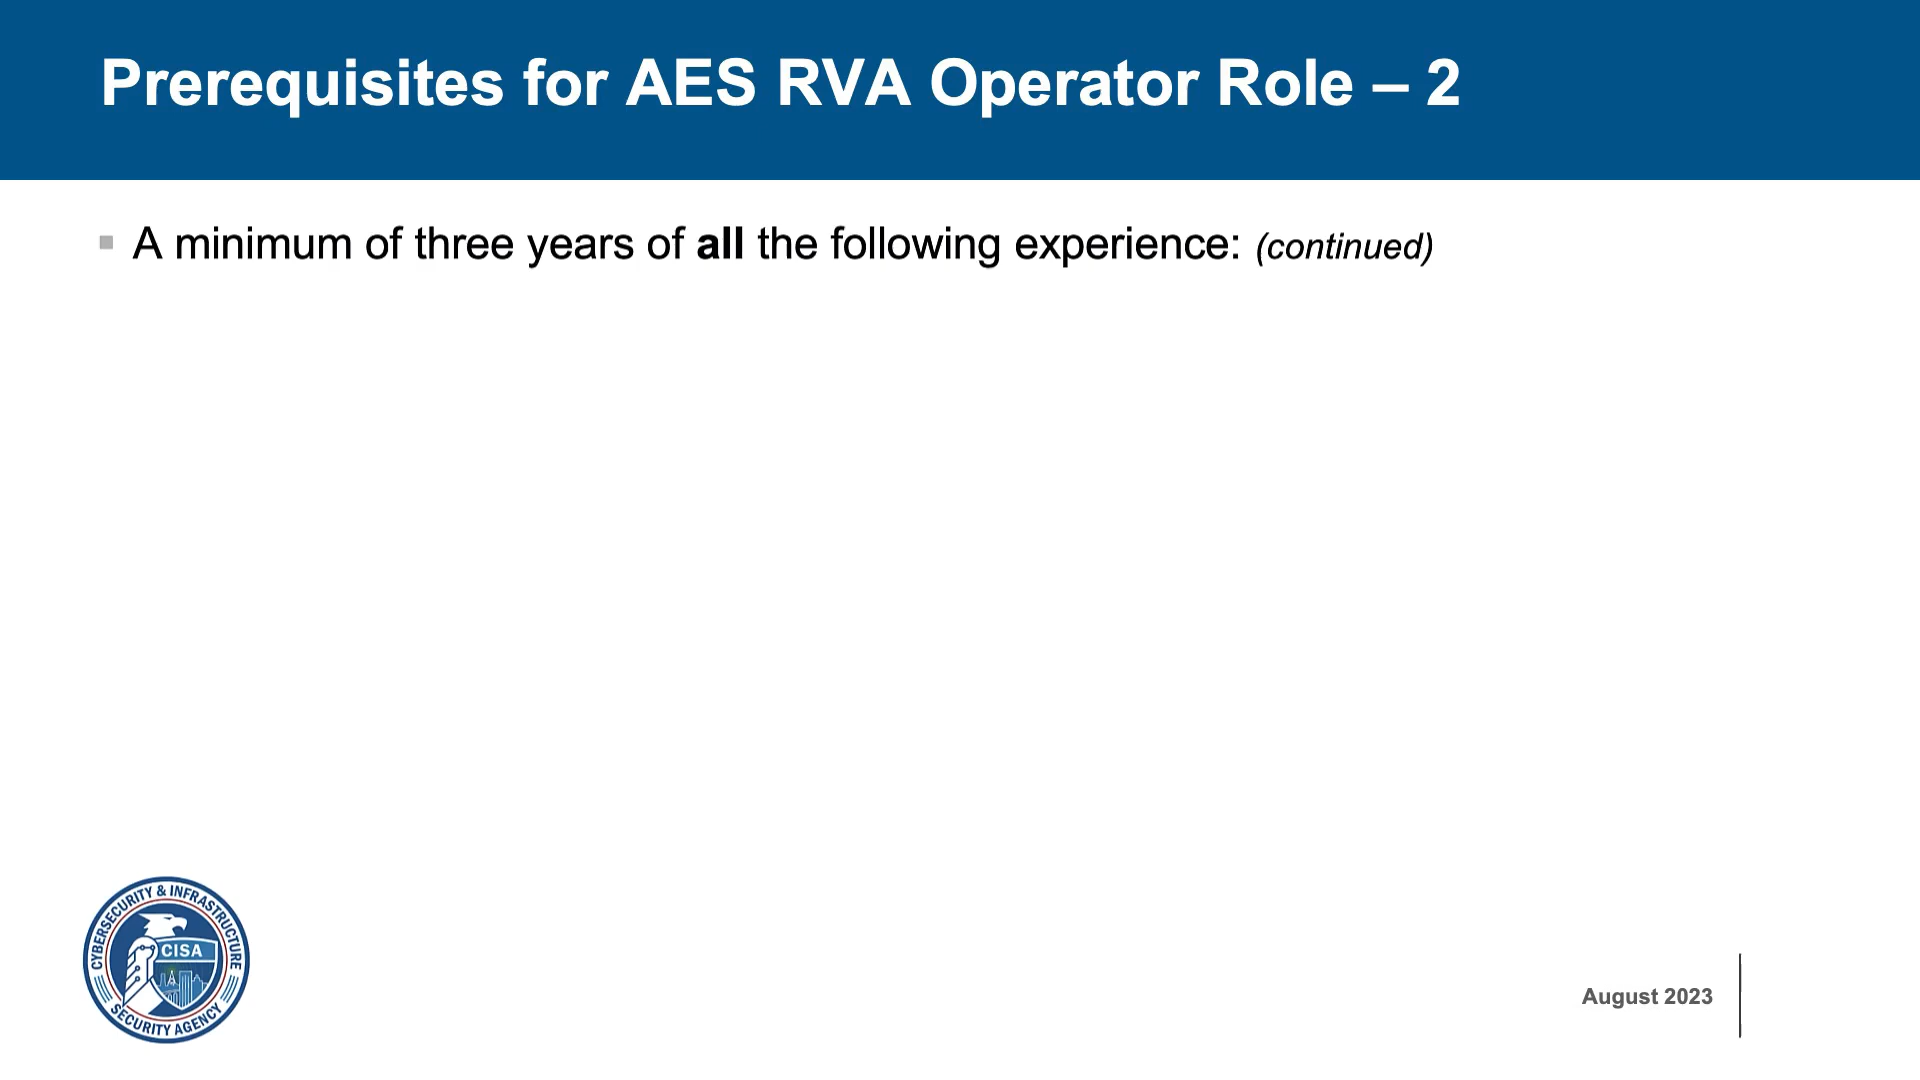 Prerequisites for AES RVA Operator Role – 2
▪ A minimum of three years of all the following experience: (continued)
CYBERSECURITY & INFRASTRUCTURE
CISA
SECURITY AGENCY
August 2023